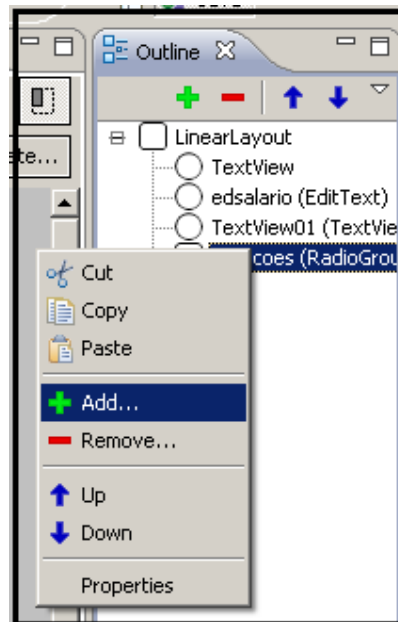 Outline
te...
LinearLayout
TextView
edsalario (EditText)
TextView01 (TextVie
coes (RadioGrou
Cut
Copy
Paste
Add...
Remove...
Up
Down
Properties